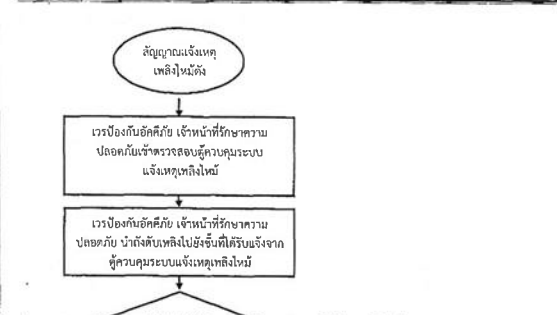 สัญญาณแจ้งเหตุ
เพลิงไหม้ดัง
เวรป้องกันอัคคีภัย เจ้าหน้าที่รักษาความ
ปลอดภัยเข้าตรวจสอบตู้ควบคุมระบบ
แจ้งเหตุเพลิงไหม้
เวรป้องกันอัคคีภัย เจ้าหน้าที่รักษาความ
ปลอดภัย นำถังดับเพลิงไปยังชั้นที่ได้รับแจ้งจาก
ตู้ควบคุมระบบแจ้งเหตุเพลิงไหม้